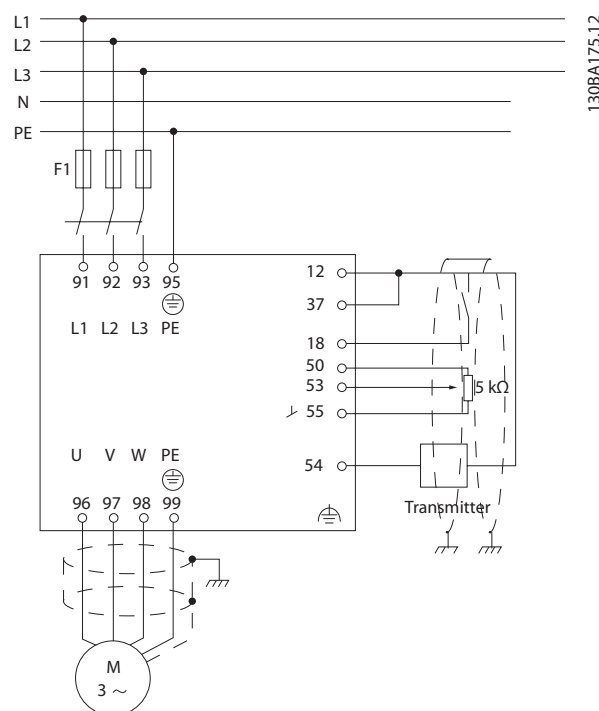 L1
L2
L3
N
PE
130BA175.12
F1
91 92 93 95
L1 L2 L3 PE
12
37
18
50
53
55
54
5 kΩ
Transmitter
U V W PE
96 97 98 99
M
3 ~